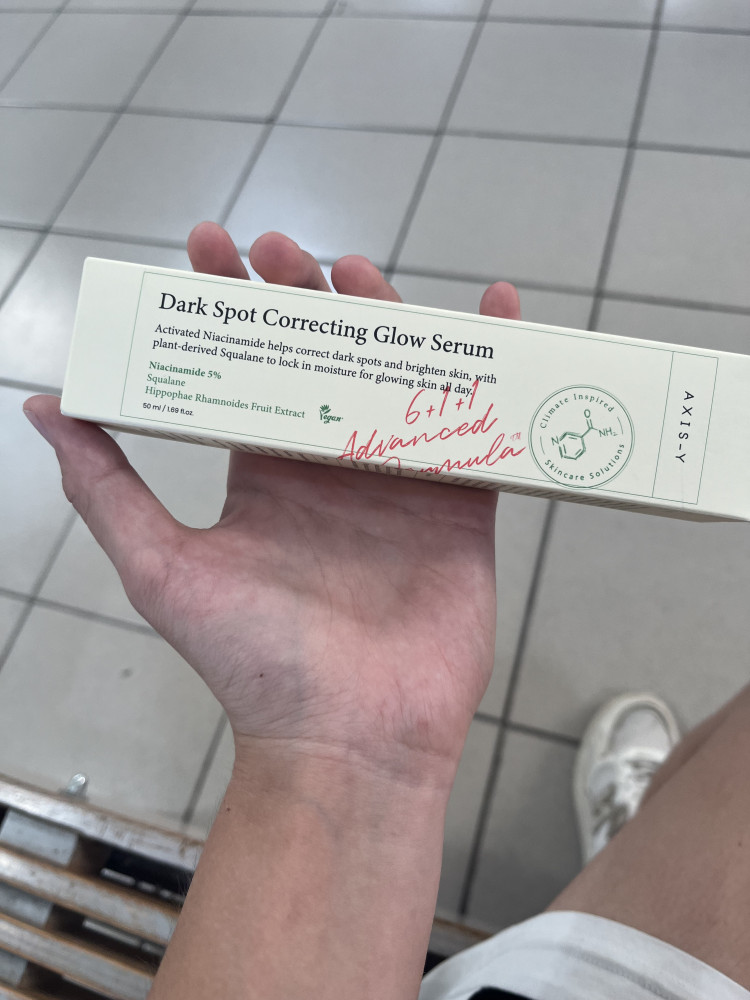 Dark Spot Correcting Glow Serum
Activated Niacinamide helps correct dark spots and brighten skin, with
plant-derived Squalane to lock in moisture for glowing skin all day.
Niacinamide 5%
Squalane
Hippophae Rhamnoides Fruit Extract
Vegan
50 ml / 1.69 fl.oz.
6+1+1
Advanced
Formula™
Climate Inspired
N
O
NH₂
Skincare Solutions
AXIS-Y